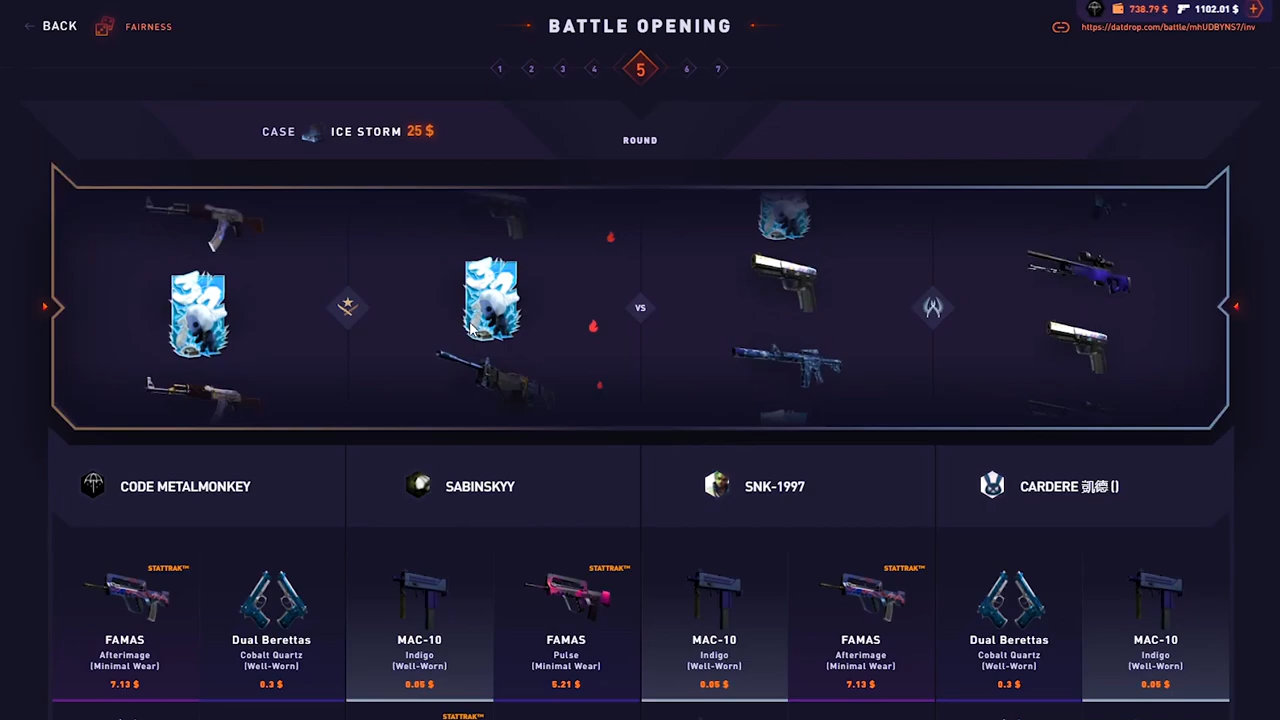 BACK
FAIRNESS
BATTLE OPENING
738.79 $
1102.01 $
https://datdrop.com/battle/mhUDBYNS7/inv
1 2 3 4 5 6 7
CASE ICE STORM 25 $
ROUND
32
32
VS
CODE METALMONKEY
SABINSKYY
SNK-1997
CARDERE 凱德 ()
STATTRAK™
FAMAS
Afterimage
(Minimal Wear)
7.13 $
Dual Berettas
Cobalt Quartz
(Well-Worn)
0.3 $
MAC-10
Indigo
(Well-Worn)
0.05 $
STATTRAK™
FAMAS
Pulse
(Minimal Wear)
5.21 $
MAC-10
Indigo
(Well-Worn)
0.05 $
STATTRAK™
FAMAS
Afterimage
(Minimal Wear)
7.13 $
Dual Berettas
Cobalt Quartz
(Well-Worn)
0.3 $
MAC-10
Indigo
(Well-Worn)
0.05 $
STATTRAK™